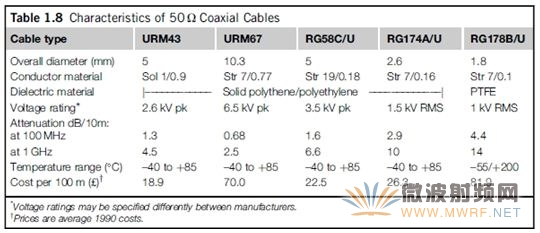 Table 1.8 Characteristics of 50 Ω Coaxial Cables
Cable type URM43 URM67 RG58C/U RG174A/U RG178B/U
Overall diameter (mm) 5 10.3 5 2.6 1.8
Conductor material Sol 1/0.9 Str 7/0.77 Str 19/0.18 Str 7/0.16 Str 7/0.1
Dielectric material |———————Solid polythene/polyethylene———————| PTFE
Voltage rating* 2.6 kV pk 6.5 kV pk 3.5 kV pk 1.5 kV RMS 1 kV RMS
Attenuation dB/10m:
at 100 MHz 1.3 0.68 1.6 2.9 4.4
at 1 GHz 4.5 2.5 6.6 10 14
Temperature range (°C) –40 to +85 –40 to +85 –40 to +85 –40 to +85 –55/+200
Cost per 100 m (£)† 18.9 70.0 22.5
*Voltage ratings may be specified differently between manufacturers.
†Prices are average 1990 costs.
微波射频网
WWW.MWRF.NET